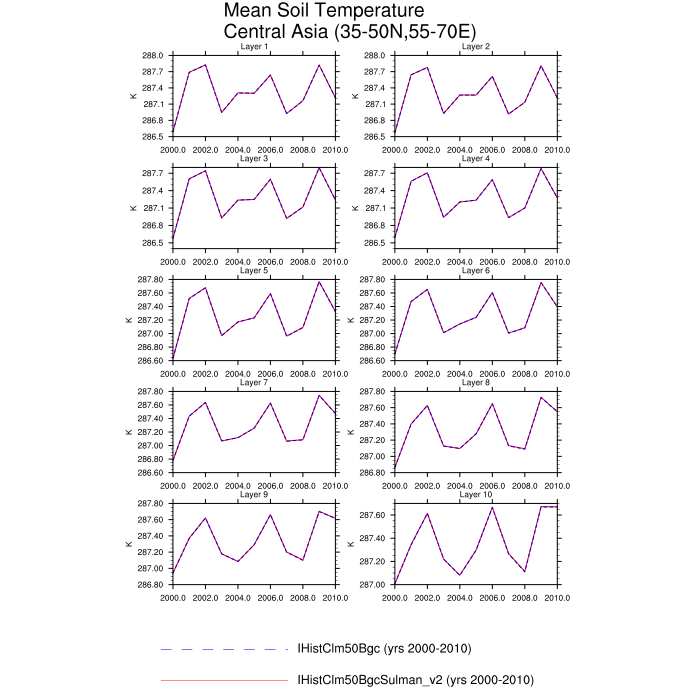 Mean Soil Temperature
Central Asia (35-50N,55-70E)
Layer 1
288.0
287.7
287.4
287.1
286.8
286.5
K
2000.0 2002.0 2004.0 2006.0 2008.0 2010.0
Layer 2
288.0
287.7
287.4
287.1
286.8
286.5
K
2000.0 2002.0 2004.0 2006.0 2008.0 2010.0
Layer 3
287.7
287.4
287.1
286.8
286.5
K
2000.0 2002.0 2004.0 2006.0 2008.0 2010.0
Layer 4
287.7
287.4
287.1
286.8
286.5
K
2000.0 2002.0 2004.0 2006.0 2008.0 2010.0
Layer 5
287.80
287.60
287.40
287.20
287.00
286.80
286.60
K
2000.0 2002.0 2004.0 2006.0 2008.0 2010.0
Layer 6
287.80
287.60
287.40
287.20
287.00
286.80
286.60
K
2000.0 2002.0 2004.0 2006.0 2008.0 2010.0
Layer 7
287.80
287.60
287.40
287.20
287.00
286.80
286.60
K
2000.0 2002.0 2004.0 2006.0 2008.0 2010.0
Layer 8
287.80
287.60
287.40
287.20
287.00
286.80
K
2000.0 2002.0 2004.0 2006.0 2008.0 2010.0
Layer 9
287.80
287.60
287.40
287.20
287.00
286.80
K
2000.0 2002.0 2004.0 2006.0 2008.0 2010.0
Layer 10
287.60
287.40
287.20
287.00
K
2000.0 2002.0 2004.0 2006.0 2008.0 2010.0
IHistClm50Bgc (yrs 2000-2010)
IHistClm50BgcSulman_v2 (yrs 2000-2010)